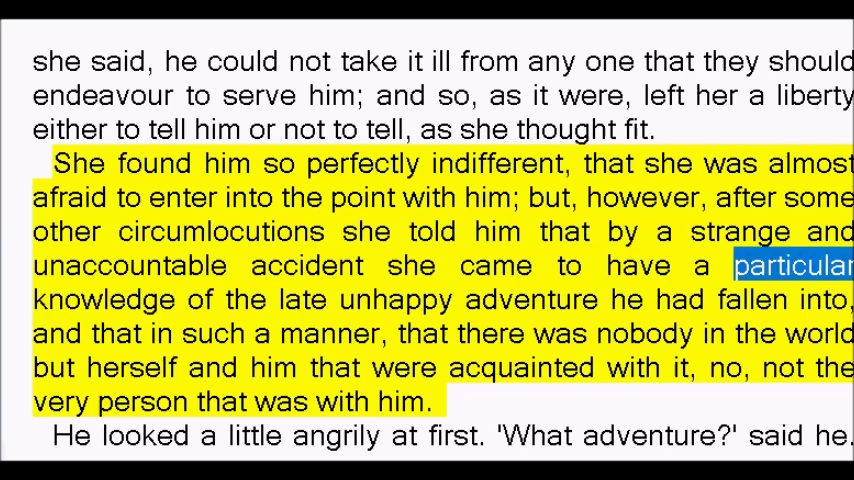 she said, he could not take it ill from any one that they should
endeavour to serve him; and so, as it were, left her a liberty
either to tell him or not to tell, as she thought fit.
She found him so perfectly indifferent, that she was almost
afraid to enter into the point with him; but, however, after some
other circumlocutions she told him that by a strange and
unaccountable accident she came to have a particular
knowledge of the late unhappy adventure he had fallen into,
and that in such a manner, that there was nobody in the world
but herself and him that were acquainted with it, no, not the
very person that was with him.
He looked a little angrily at first. 'What adventure?' said he.